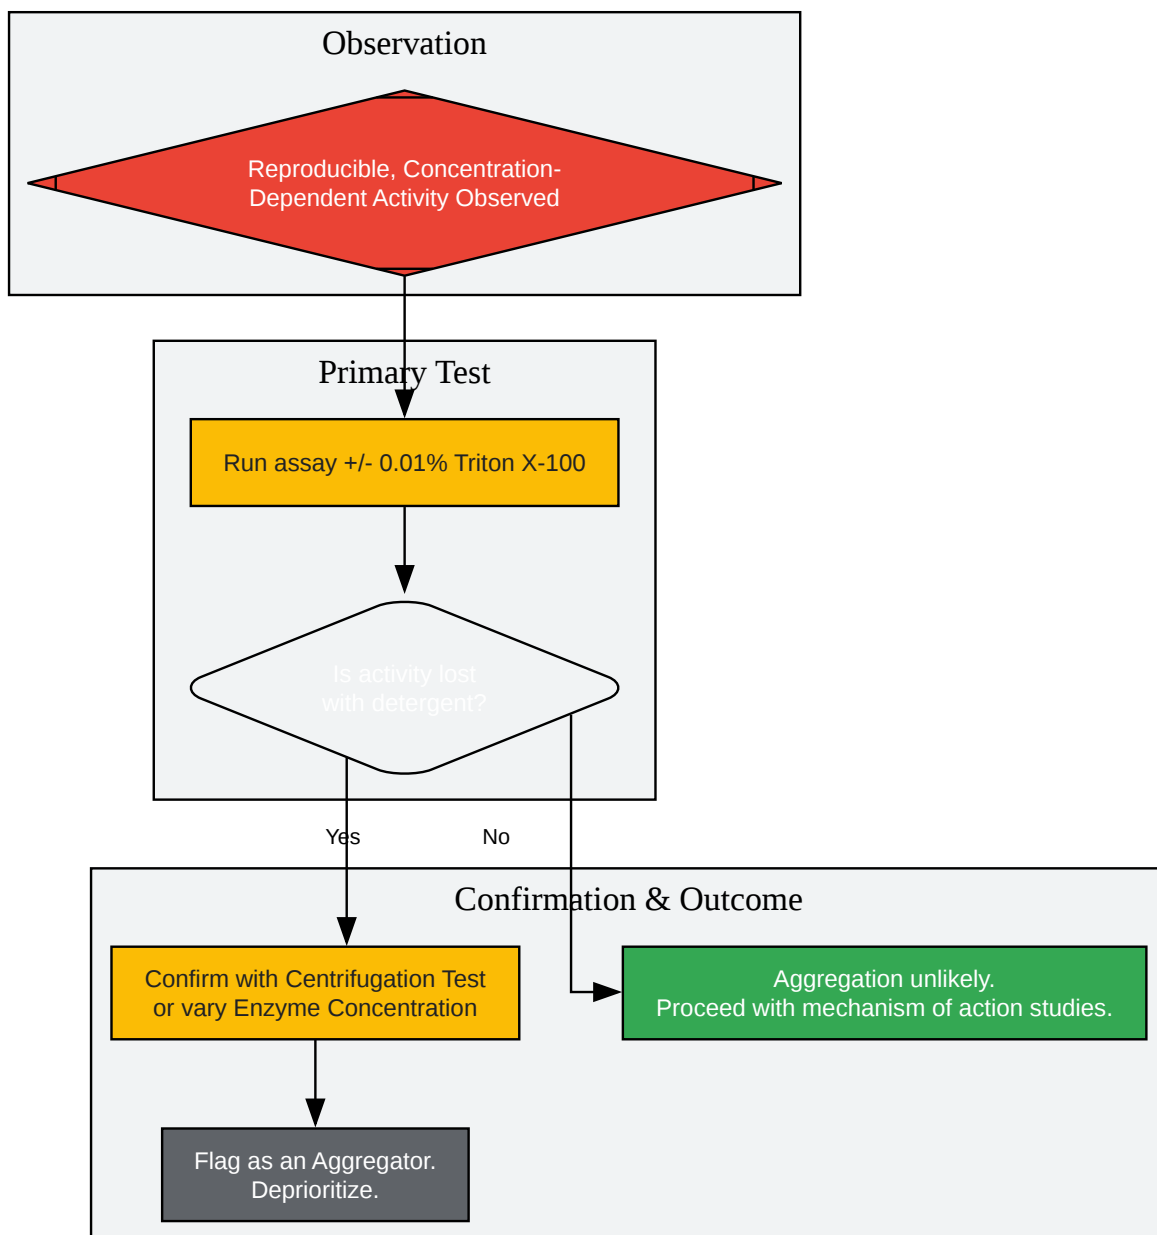 Observation
Reproducible, Concentration-
Dependent Activity Observed
Primary Test
Run assay +/- 0.01% Triton X-100
Is activity lost
with detergent?
Yes
No
Confirmation & Outcome
Confirm with Centrifugation Test
or vary Enzyme Concentration
Aggregation unlikely.
Proceed with mechanism of action studies.
Flag as an Aggregator.
Deprioritize.